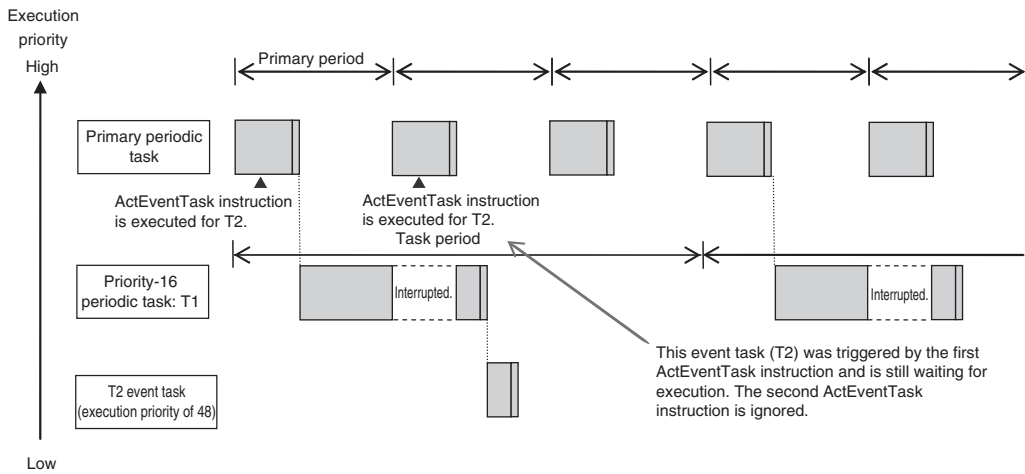 Execution
priority
High
Primary period
Primary periodic
task
ActEventTask instruction
is executed for T2.
ActEventTask instruction
is executed for T2.
Task period
Priority-16
periodic task: T1
Interrupted.
Interrupted.
This event task (T2) was triggered by the first
ActEventTask instruction and is still waiting for
execution. The second ActEventTask
instruction is ignored.
T2 event task
(execution priority of 48)
Low